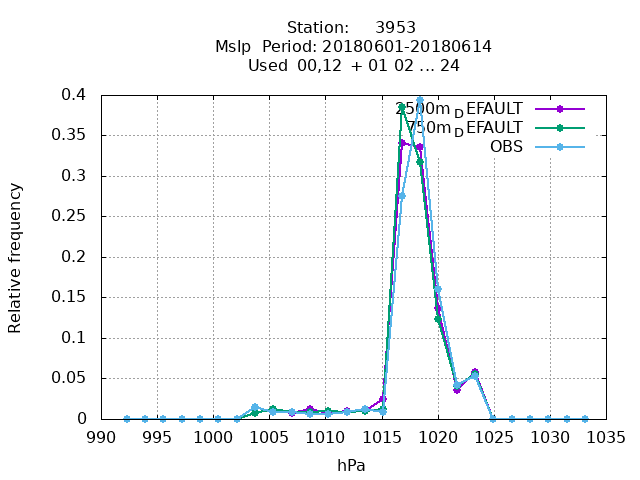 Station: 3953
Mslp Period: 20180601-20180614
Used 00,12 + 01 02 ... 24
0.4
0.35
0.3
0.25
0.2
0.15
0.1
0.05
0
2500m_DEFAULT
750m_DEFAULT
OBS
Relative frequency
990 995 1000 1005 1010 1015 1020 1025 1030 1035
hPa